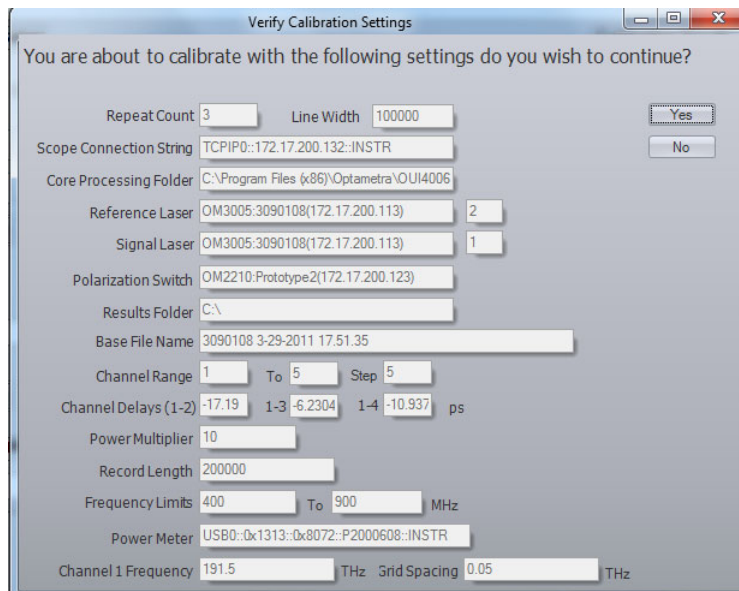 Verify Calibration Settings
You are about to calibrate with the following settings do you wish to continue?
Repeat Count 3 Line Width 100000 Yes
Scope Connection String TCPIP0::172.17.200.132::INSTR No
Core Processing Folder C:\Program Files (x86)\Optametra\OUI4006
Reference Laser OM3005:3090108(172.17.200.113) 2
Signal Laser OM3005:3090108(172.17.200.113) 1
Polarization Switch OM2210:Prototype2(172.17.200.123)
Results Folder C:\
Base File Name 3090108 3-29-2011 17.51.35
Channel Range 1 To 5 Step 5
Channel Delays (1-2) -17.19 1-3 -6.2304 1-4 -10.937 ps
Power Multiplier 10
Record Length 200000
Frequency Limits 400 To 900 MHz
Power Meter USB0::0x1313::0x8072::P2000608::INSTR
Channel 1 Frequency 191.5 THz Grid Spacing 0.05 THz